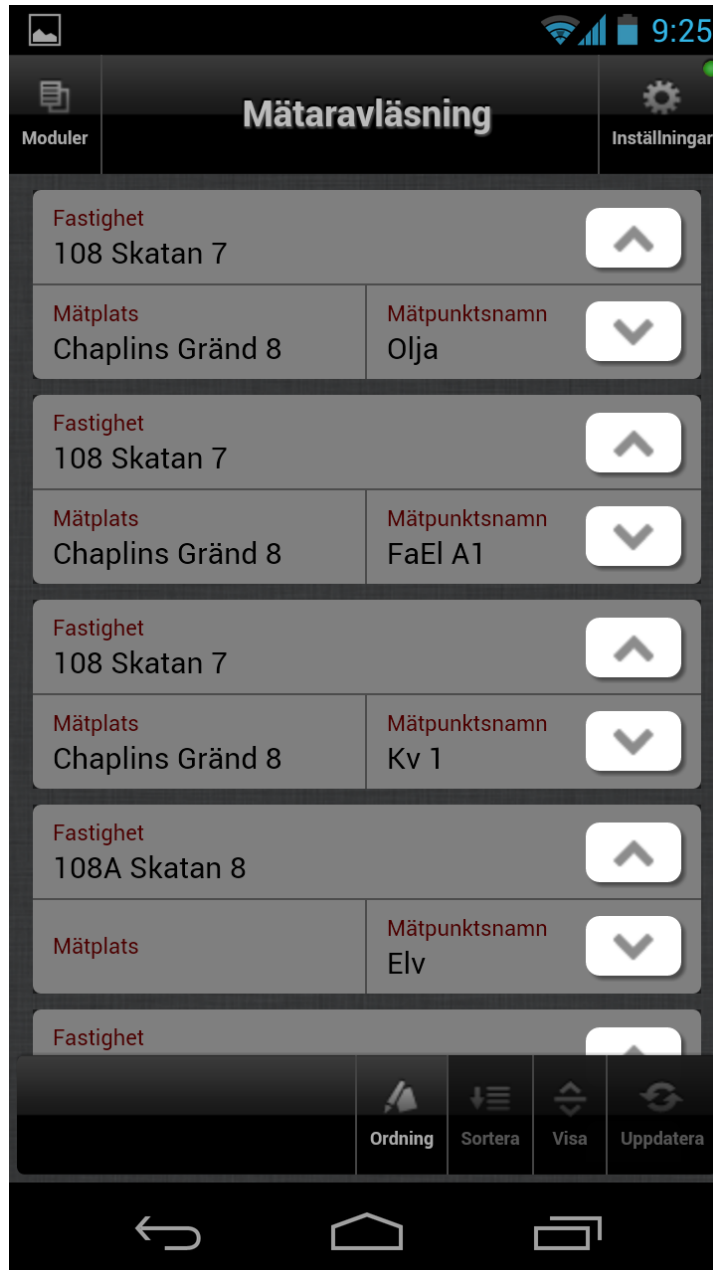 9:25
Moduler
Mätaravläsning
Inställningar
Fastighet
108 Skatan 7
Mätplats
Chaplins Gränd 8
Mätpunktsnamn
Olja
Fastighet
108 Skatan 7
Mätplats
Chaplins Gränd 8
Mätpunktsnamn
FaEl A1
Fastighet
108 Skatan 7
Mätplats
Chaplins Gränd 8
Mätpunktsnamn
Kv 1
Fastighet
108A Skatan 8
Mätplats
Mätpunktsnamn
Elv
Fastighet
Ordning
Sortera
Visa
Uppdatera